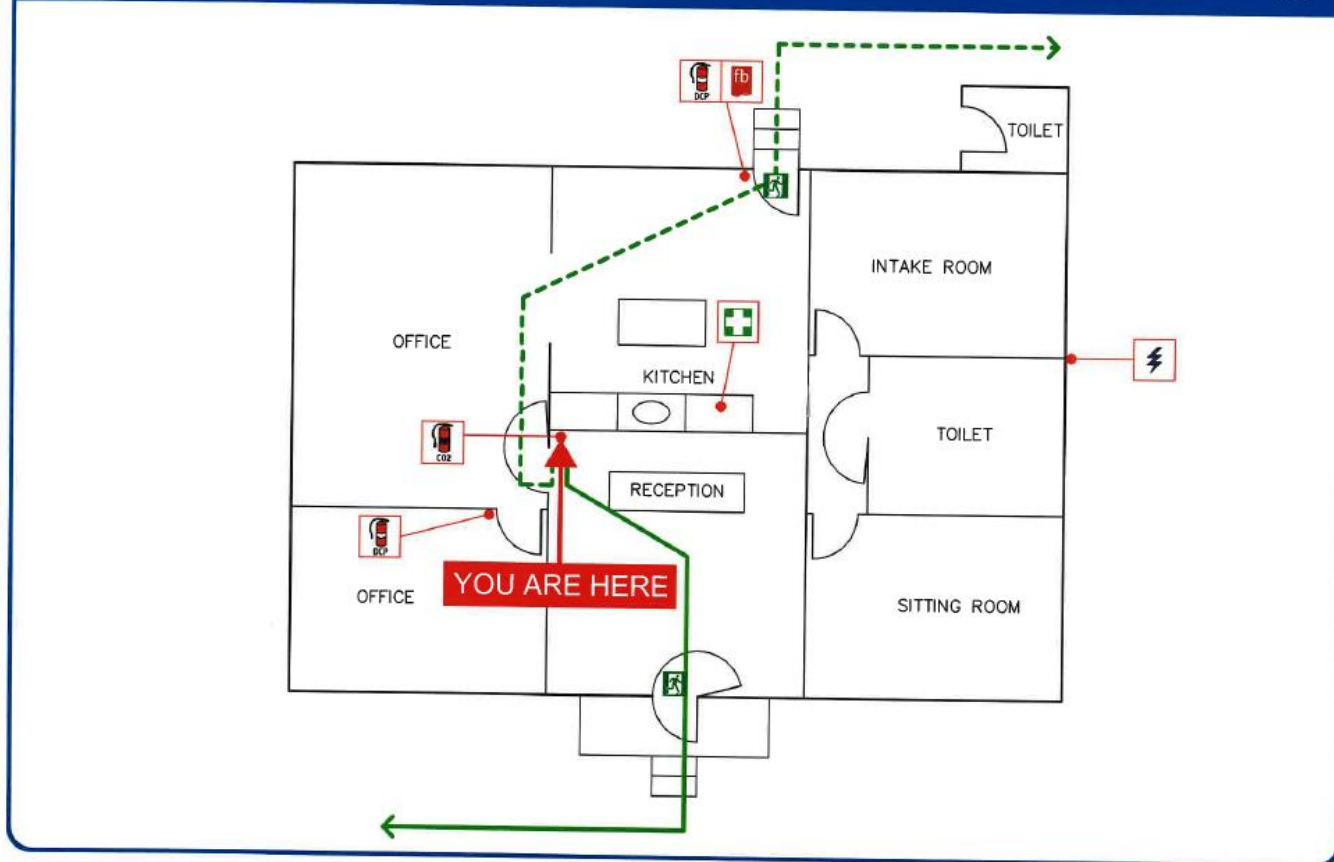 DCP
fb
TOILET
INTAKE ROOM
OFFICE
KITCHEN
CO2
TOILET
RECEPTION
DCP
YOU ARE HERE
OFFICE
SITTING ROOM